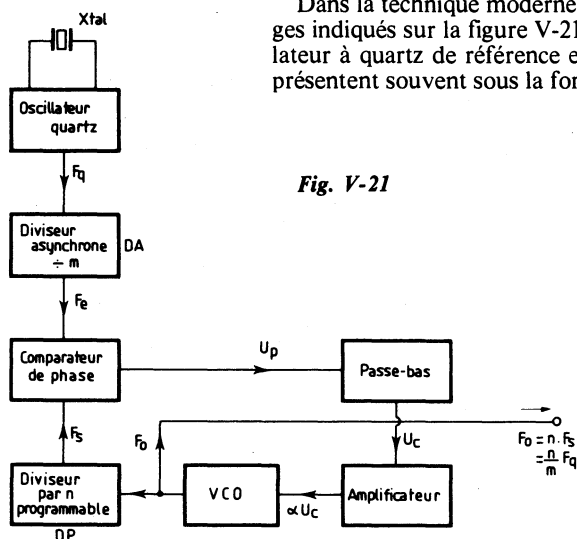 Dans la technique moderne
ges indiqués sur la figure V-21
lateur à quartz de référence e
présentent souvent sous la for
Xtal
Oscillateur
quartz
Fq
Fig. V-21
Diviseur
asynchrone
÷ m
DA
Fe
Comparateur
de phase
Up
Passe-bas
Fs
Fo
Uc
Fo = n. Fs
= n/m Fq
Diviseur
par n
programmable
VCO
αUc
Amplificateur
DP